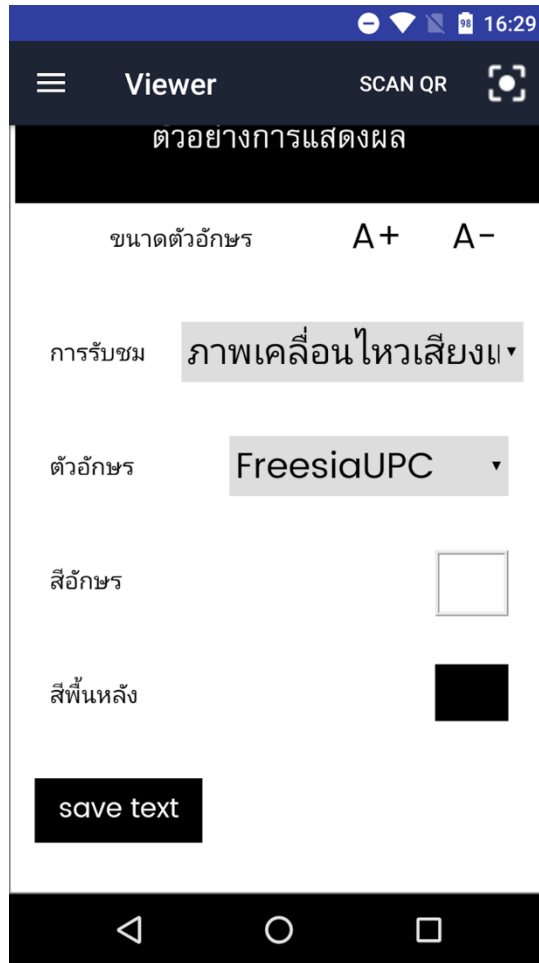 98 16:29
Viewer SCAN QR
ตัวอย่างการแสดงผล
ขนาดตัวอักษร A+ A-
การรับชม ภาพเคลื่อนไหวเสียงแ
ตัวอักษร FreesiaUPC
สีอักษร
สีพื้นหลัง
save text